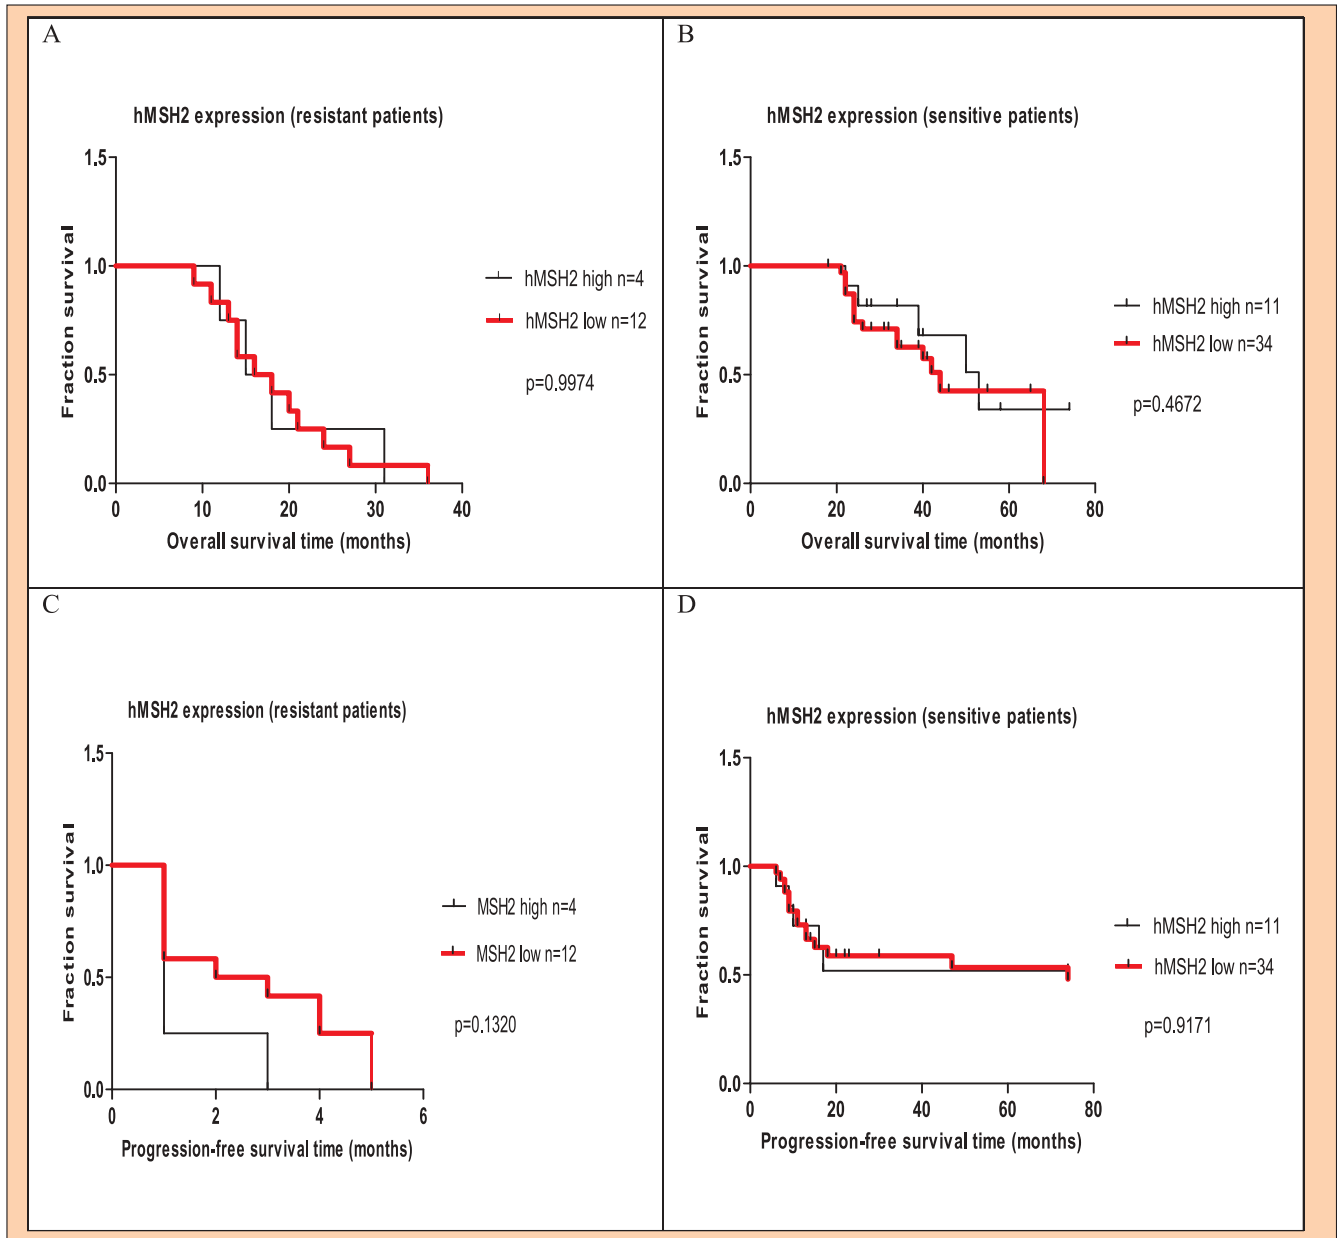 A
hMSH2 expression (resistant patients)
1.5
1.0
0.5
0.0
Fraction survival
0 10 20 30 40
Overall survival time (months)
hMSH2 high n=4
hMSH2 low n=12
p=0.9974
B
hMSH2 expression (sensitive patients)
1.5
1.0
0.5
0.0
Fraction survival
0 20 40 60 80
Overall survival time (months)
hMSH2 high n=11
hMSH2 low n=34
p=0.4672
C
hMSH2 expression (resistant patients)
1.5
1.0
0.5
0.0
Fraction survival
0 2 4 6
Progression-free survival time (months)
MSH2 high n=4
MSH2 low n=12
p=0.1320
D
hMSH2 expression (sensitive patients)
1.5
1.0
0.5
0.0
Fraction survival
0 20 40 60 80
Progression-free survival time (months)
hMSH2 high n=11
hMSH2 low n=34
p=0.9171